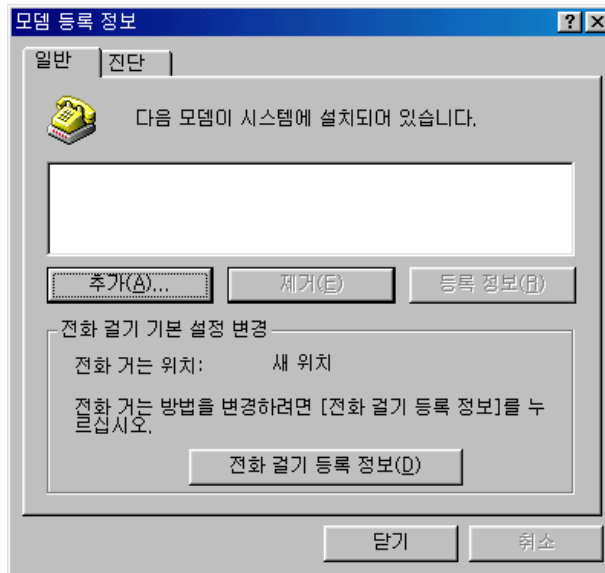 모뎀 등록 정보
일반
진단
다음 모뎀이 시스템에 설치되어 있습니다.
추가(A)...
제거(E)
등록 정보(R)
전화 걸기 기본 설정 변경
전화 거는 위치:
새 위치
전화 거는 방법을 변경하려면 [전화 걸기 등록 정보]를 누
르십시오.
전화 걸기 등록 정보(D)
닫기
취소